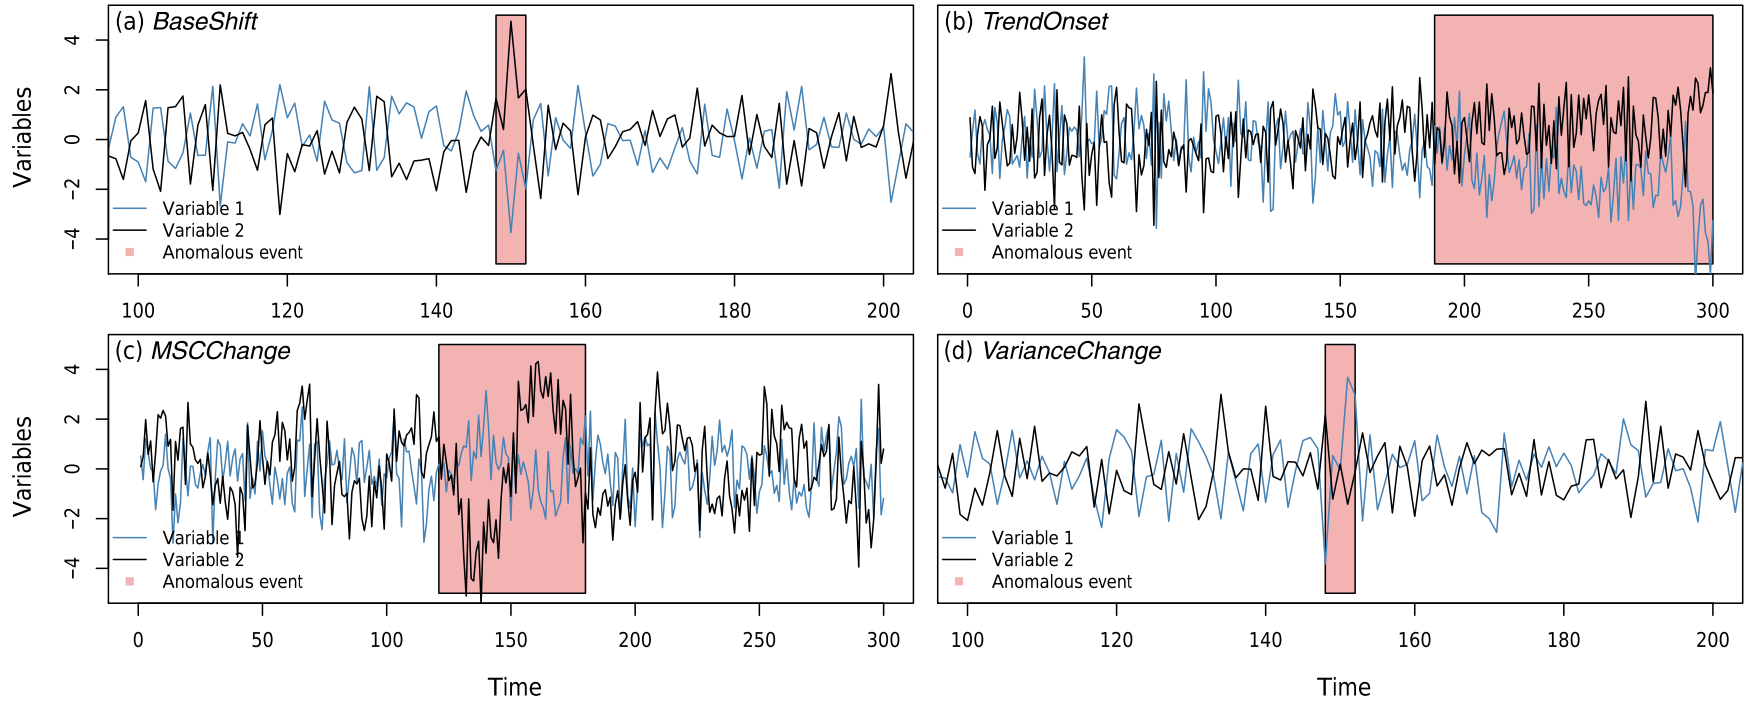 (a) BaseShift
Variables
4
2
0
−2
−4
Variable 1
Variable 2
Anomalous event
100 120 140 160 180 200
(b) TrendOnset
Variable 1
Variable 2
Anomalous event
0 50 100 150 200 250 300
(c) MSCChange
Variables
4
2
0
−2
−4
Variable 1
Variable 2
Anomalous event
0 50 100 150 200 250 300
Time
(d) VarianceChange
Variable 1
Variable 2
Anomalous event
100 120 140 160 180 200
Time